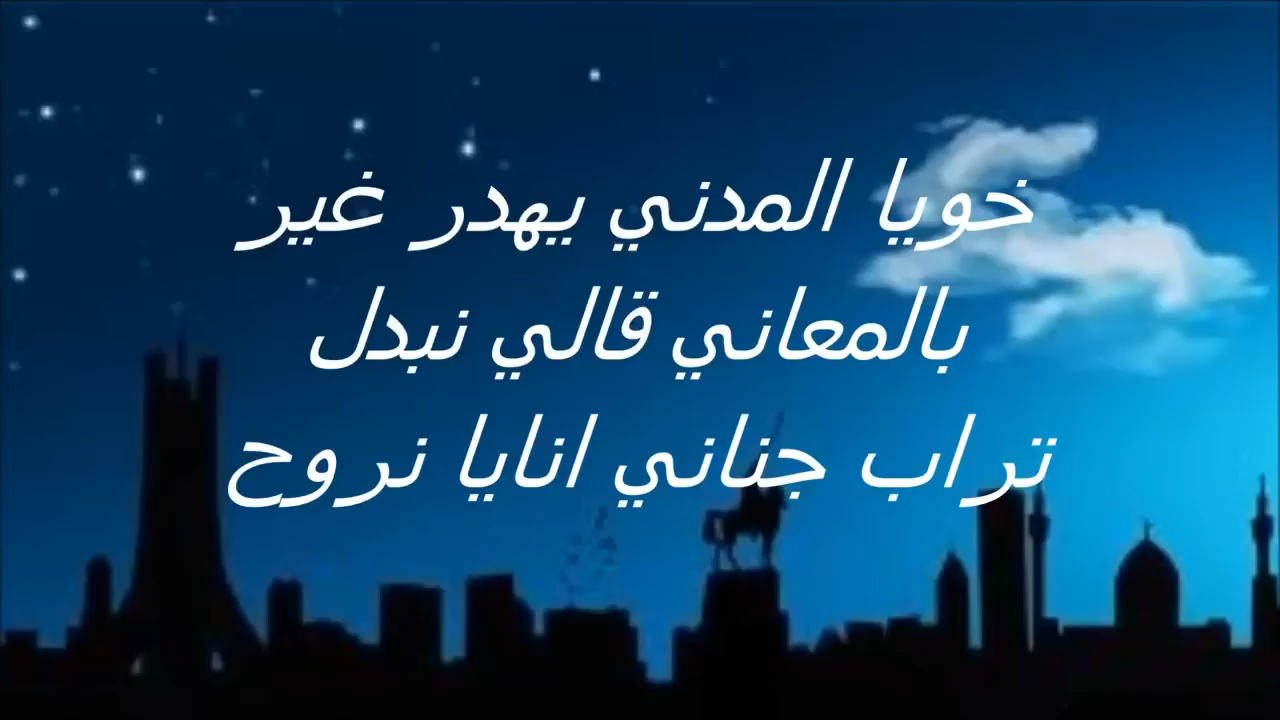 خويا المدني يهدر غير
بالمعاني قالي نبدل
تراب جناني انايا نروح